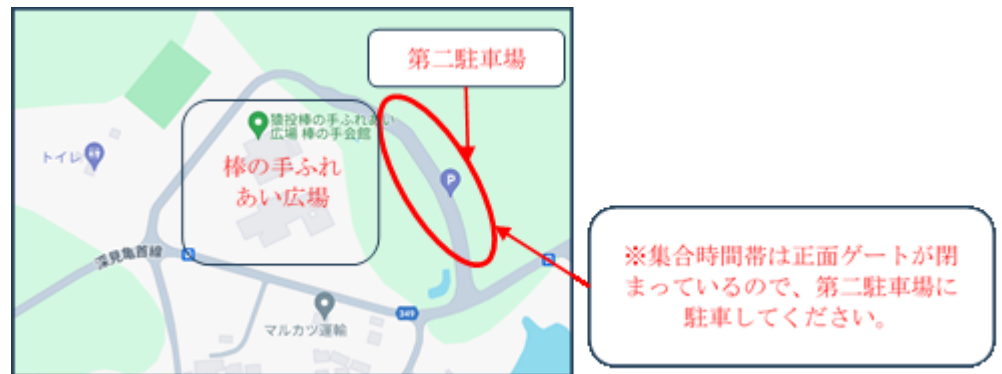 第二駐車場
猿投棒の手ふれあい
広場 棒の手会館
トイレ
棒の手ふれ
あい広場
P
深見亀首線
349
マルカツ運輸
※集合時間帯は正面ゲートが閉
まっているので、第二駐車場に
駐車してください。